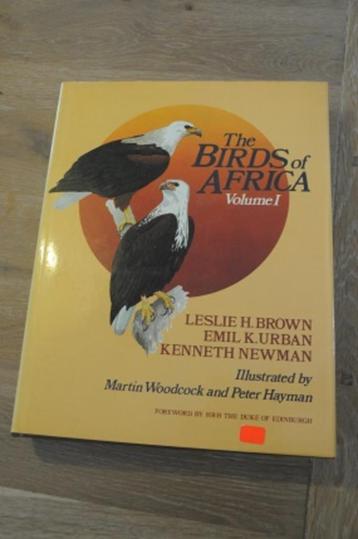 The
BIRDS of
AFRICA
Volume I
LESLIE H. BROWN
EMIL K. URBAN
KENNETH NEWMAN
Illustrated by
Martin Woodcock and Peter Hayman
FOREWORD BY HRH THE DUKE OF EDINBURGH